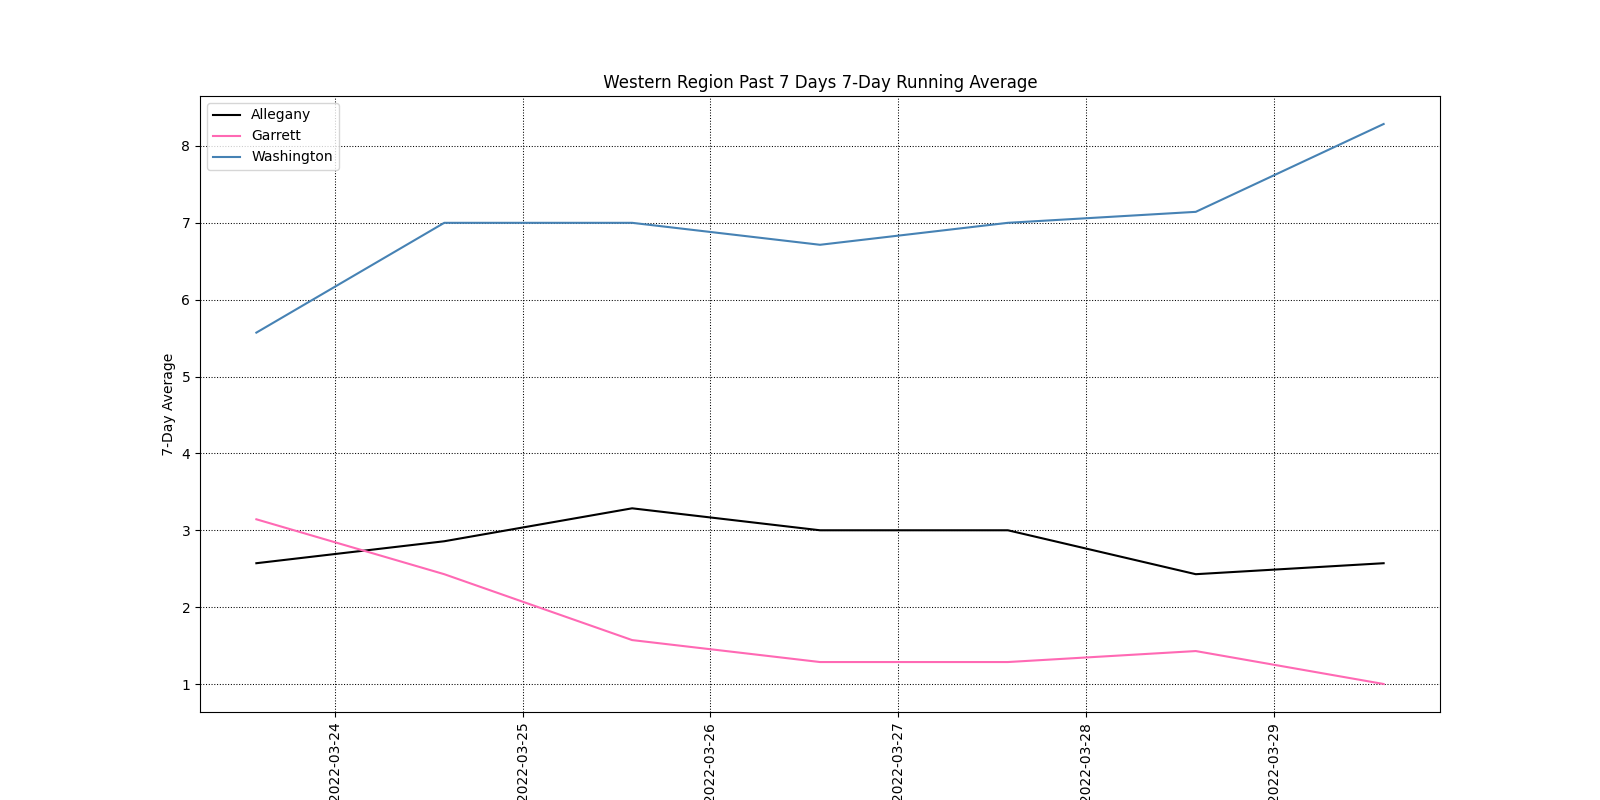 Western Region Past 7 Days 7-Day Running Average
Allegany
Garrett
Washington
7-Day Average
8
7
6
5
4
3
2
1
2022-03-24
2022-03-25
2022-03-26
2022-03-27
2022-03-28
2022-03-29